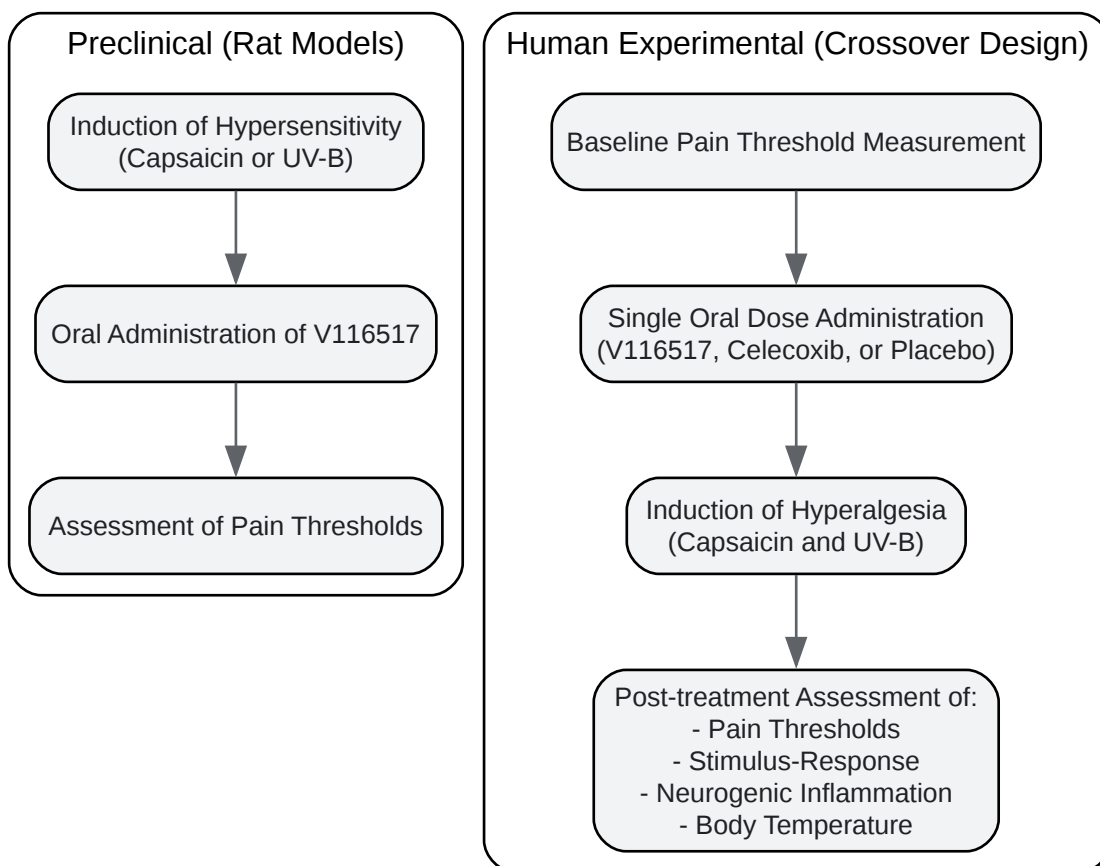 Preclinical (Rat Models)
Induction of Hypersensitivity
(Capsaicin or UV-B)
Oral Administration of V116517
Assessment of Pain Thresholds
Human Experimental (Crossover Design)
Baseline Pain Threshold Measurement
Single Oral Dose Administration
(V116517, Celecoxib, or Placebo)
Induction of Hyperalgesia
(Capsaicin and UV-B)
Post-treatment Assessment of:
- Pain Thresholds
- Stimulus-Response
- Neurogenic Inflammation
- Body Temperature